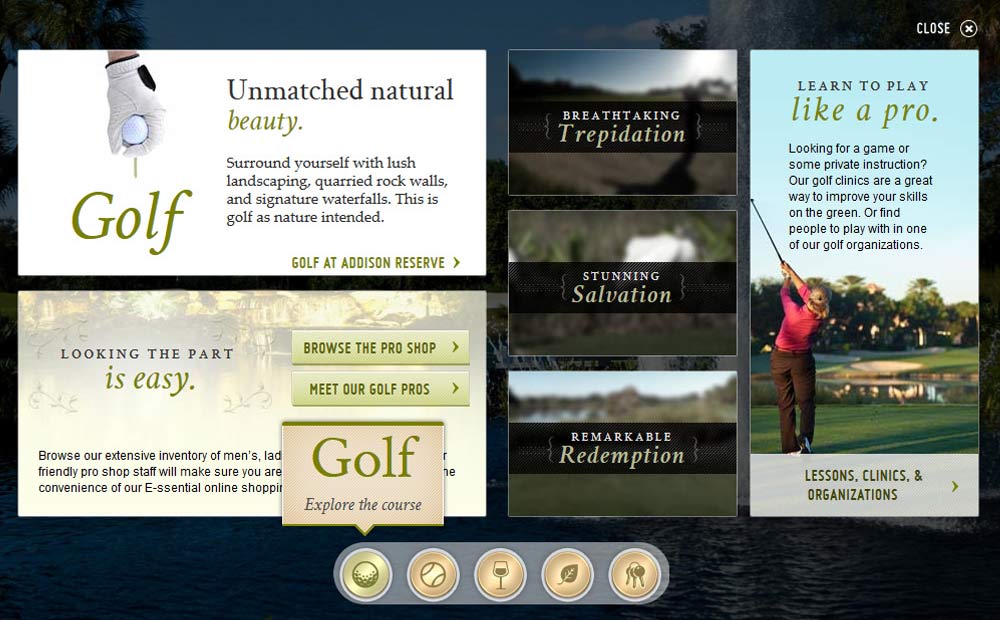 CLOSE
Unmatched natural
beauty.
Surround yourself with lush
landscaping, quarried rock walls,
and signature waterfalls. This is
golf as nature intended.
Golf
GOLF AT ADDISON RESERVE
LOOKING THE PART
is easy.
BROWSE THE PRO SHOP
MEET OUR GOLF PROS
Browse our extensive inventory of men's,
friendly pro shop staff will make sure you are
convenience of our E-ssential online
Golf
Explore the course
BREATHTAKING
Trepidation
STUNNING
Salvation
REMARKABLE
Redemption
LEARN TO PLAY
like a pro.
Looking for a game or
some private instruction?
Our golf clinics are a great
way to improve your skills
on the green. Or find
people to play with in one
of our golf organizations.
LESSONS, CLINICS, &
ORGANIZATIONS